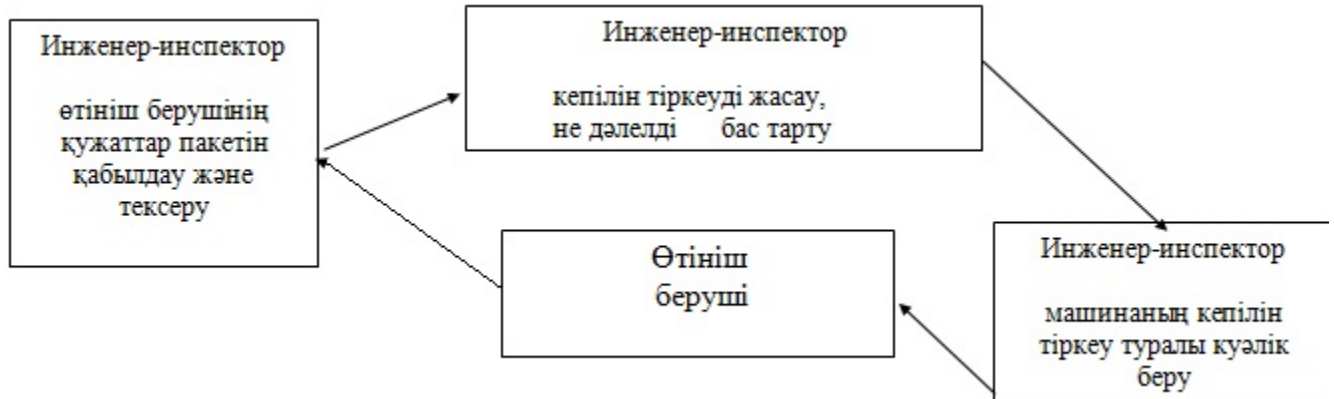 Инженер-инспектор
өтініш берушінің
құжаттар пакетін
қабылдау және
тексеру
Инженер-инспектор
кепілін тіркеуді жасау,
не дәлелді бас тарту
Өтініш
беруші
Инженер-инспектор
машинаның кепілін
тіркеу туралы куәлік
беру